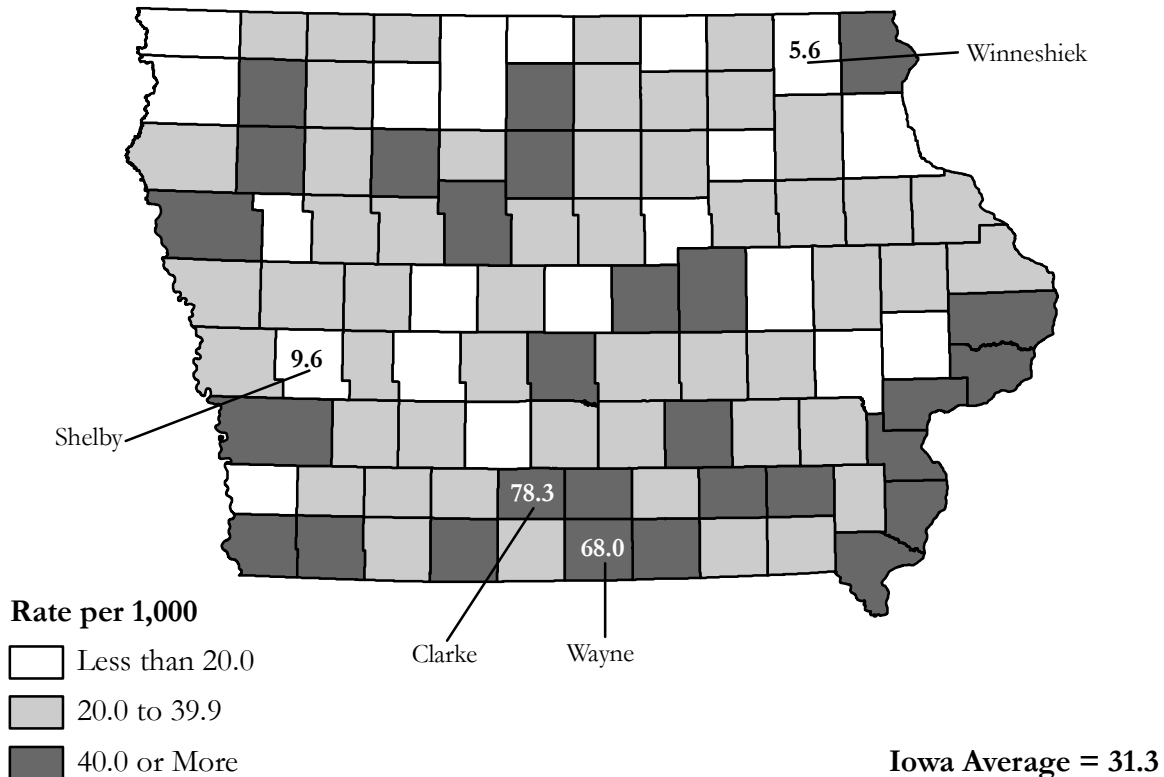 5.6
Winneshiek
9.6
Shelby
78.3
68.0
Clarke
Wayne
Rate per 1,000
Less than 20.0
20.0 to 39.9
40.0 or More
Iowa Average = 31.3